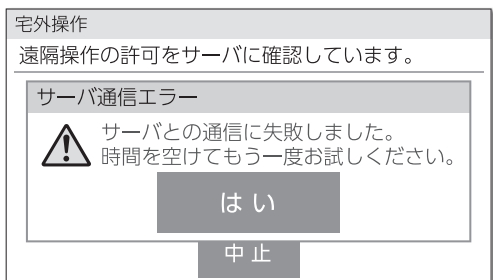 宅外操作
遠隔操作の許可をサーバに確認しています。
サーバ通信エラー
サーバとの通信に失敗しました。
時間を空けてもう一度お試しください。
はい
中止